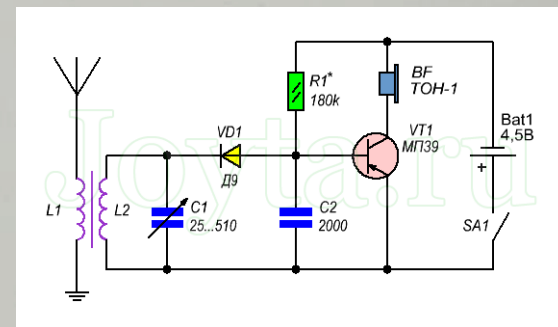 R1*
180k
BF
ТОН-1
VD1
Д9
VT1
МП39
Bat1
4,5В
+
L1
L2
C1
25...510
C2
2000
SA1
Joyta.ru